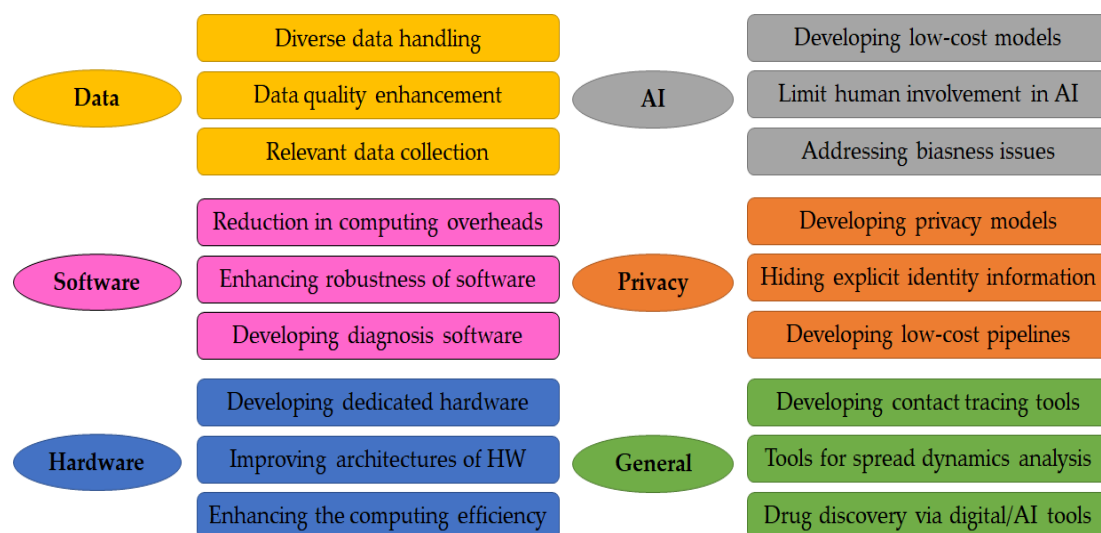 Data
Diverse data handling
Data quality enhancement
Relevant data collection
AI
Developing low-cost models
Limit human involvement in AI
Addressing biasness issues
Software
Reduction in computing overheads
Enhancing robustness of software
Developing diagnosis software
Privacy
Developing privacy models
Hiding explicit identity information
Developing low-cost pipelines
Hardware
Developing dedicated hardware
Improving architectures of HW
Enhancing the computing efficiency
General
Developing contact tracing tools
Tools for spread dynamics analysis
Drug discovery via digital/AI tools